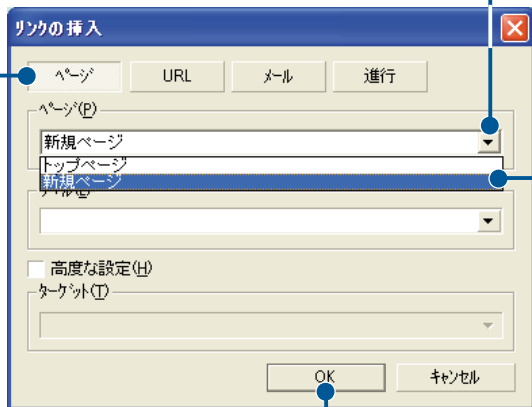 リンクの挿入
ページ URL メール 進行
ページ(P)
新規ページ
トップページ
新規ページ
高度な設定(H)
ターゲット(T)
OK キャンセル